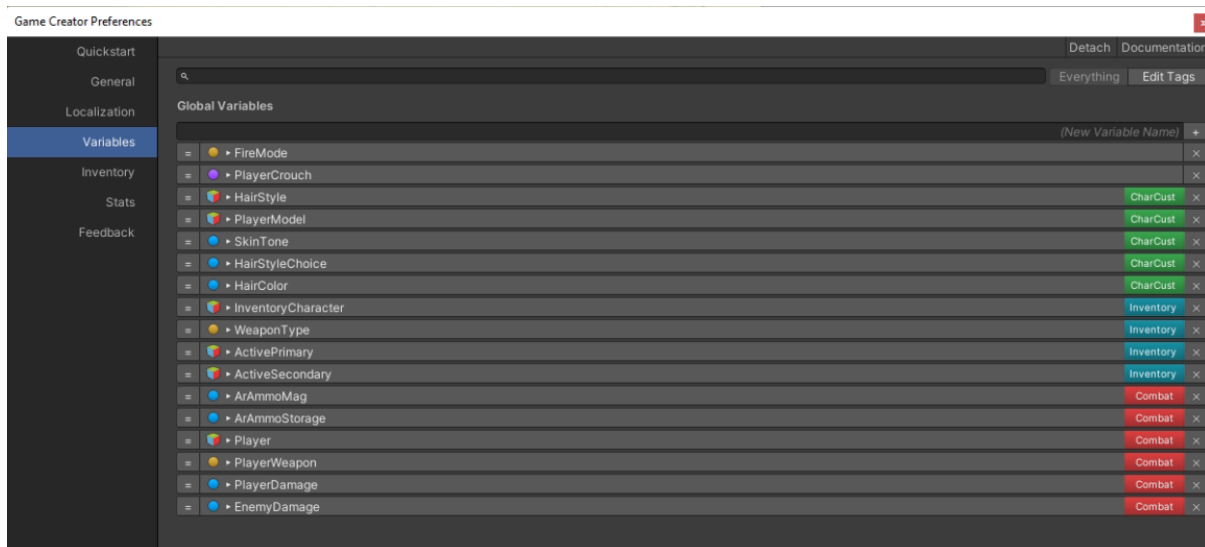 Game Creator Preferences
Quickstart
General
Localization
Variables
Inventory
Stats
Feedback
Detach Documentation
Everything Edit Tags
Global Variables
(New Variable Name) +
= FireMode ×
= PlayerCrouch ×
= HairStyle CharCust ×
= PlayerModel CharCust ×
= SkinTone CharCust ×
= HairStyleChoice CharCust ×
= HairColor CharCust ×
= InventoryCharacter Inventory ×
= WeaponType Inventory ×
= ActivePrimary Inventory ×
= ActiveSecondary Inventory ×
= ArAmmoMag Combat ×
= ArAmmoStorage Combat ×
= Player Combat ×
= PlayerWeapon Combat ×
= PlayerDamage Combat ×
= EnemyDamage Combat ×